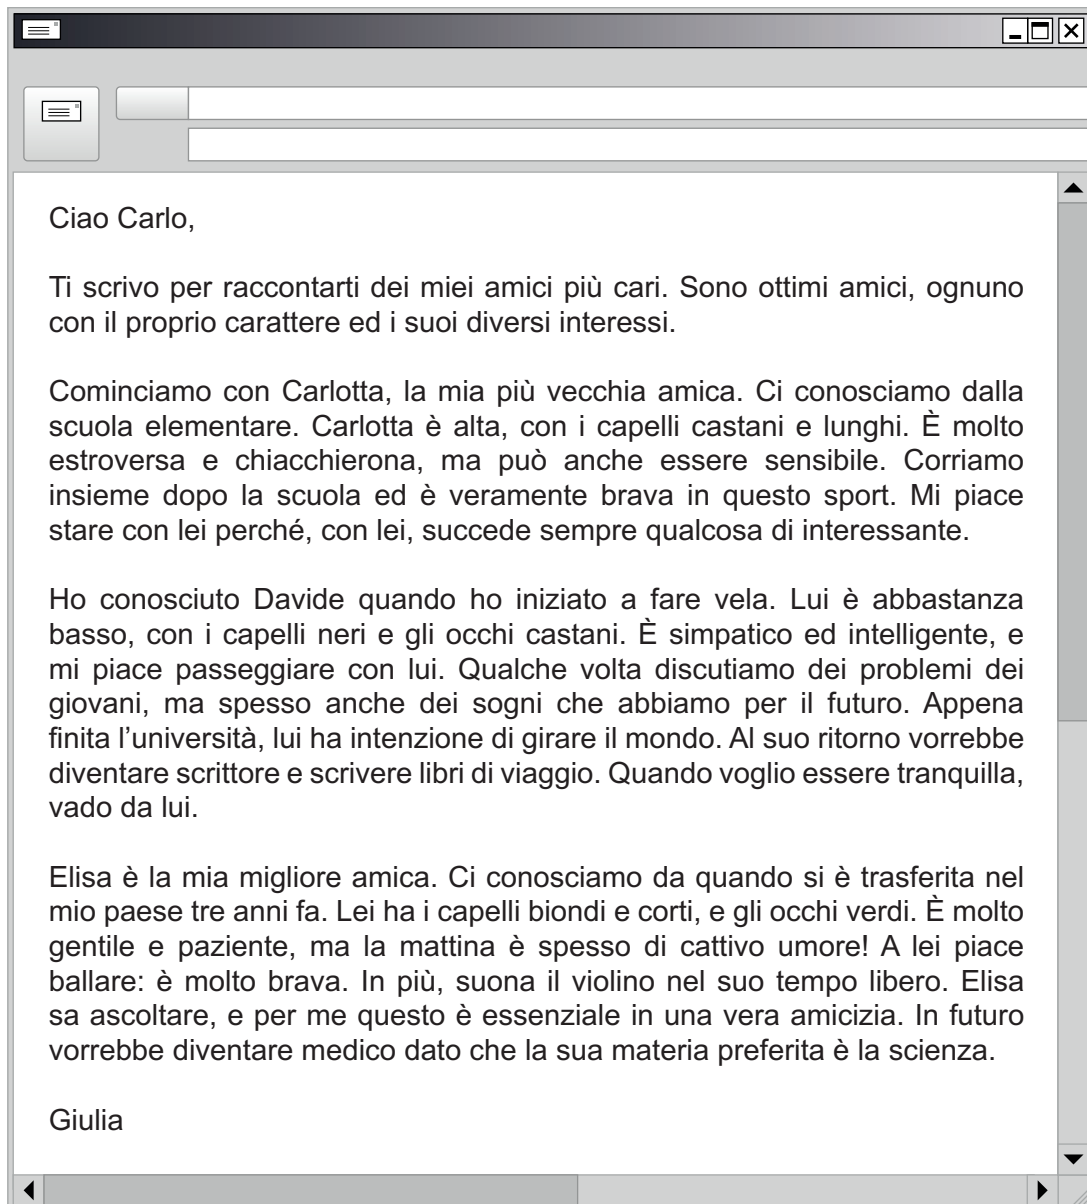 Ciao Carlo,
Ti scrivo per raccontarti dei miei amici più cari. Sono ottimi amici, ognuno
con il proprio carattere ed i suoi diversi interessi.
Cominciamo con Carlotta, la mia più vecchia amica. Ci conosciamo dalla
scuola elementare. Carlotta è alta, con i capelli castani e lunghi. È molto
estroversa e chiacchierona, ma può anche essere sensibile. Corriamo
insieme dopo la scuola ed è veramente brava in questo sport. Mi piace
stare con lei perché, con lei, succede sempre qualcosa di interessante.
Ho conosciuto Davide quando ho iniziato a fare vela. Lui è abbastanza
basso, con i capelli neri e gli occhi castani. È simpatico ed intelligente, e
mi piace passeggiare con lui. Qualche volta discutiamo dei problemi dei
giovani, ma spesso anche dei sogni che abbiamo per il futuro. Appena
finita l'università, lui ha intenzione di girare il mondo. Al suo ritorno vorrebbe
diventare scrittore e scrivere libri di viaggio. Quando voglio essere tranquilla,
vado da lui.
Elisa è la mia migliore amica. Ci conosciamo da quando si è trasferita nel
mio paese tre anni fa. Lei ha i capelli biondi e corti, e gli occhi verdi. È molto
gentile e paziente, ma la mattina è spesso di cattivo umore! A lei piace
ballare: è molto brava. In più, suona il violino nel suo tempo libero. Elisa
sa ascoltare, e per me questo è essenziale in una vera amicizia. In futuro
vorrebbe diventare medico dato che la sua materia preferita è la scienza.
Giulia